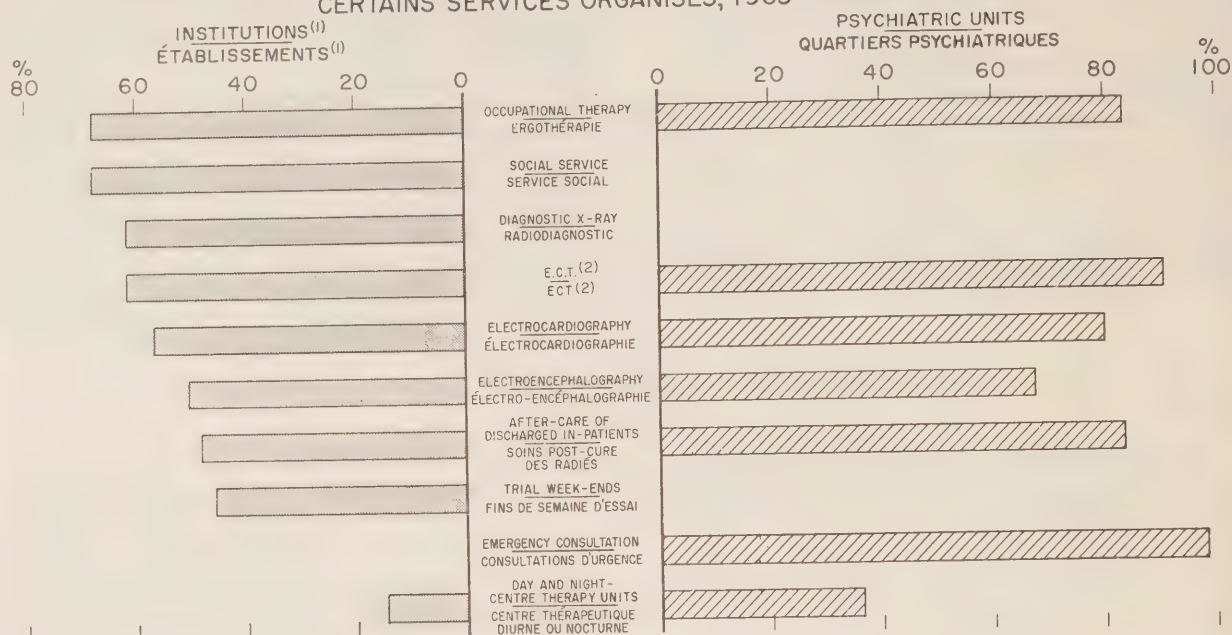 CERTAINS SERVICES ORGANISÉS, 1965
INSTITUTIONS(1)
ÉTABLISSEMENTS(1)
PSYCHIATRIC UNITS
QUARTIERS PSYCHIATRIQUES
%
80 60 40 20 0
0 20 40 60 80 100
%
OCCUPATIONAL THERAPY
ERGOTHÉRAPIE
SOCIAL SERVICE
SERVICE SOCIAL
DIAGNOSTIC X-RAY
RADIODIAGNOSTIC
E.C.T.(2)
ECT(2)
ELECTROCARDIOGRAPHY
ÉLECTROCARDIOGRAPHIE
ELECTROENCEPHALOGRAPHY
ÉLECTRO-ENCÉPHALOGRAPHIE
AFTER-CARE OF
DISCHARGED IN-PATIENTS
SOINS POST-CURE
DES RADIÉS
TRIAL WEEK-ENDS
FINS DE SEMAINE D'ESSAI
EMERGENCY CONSULTATION
CONSULTATIONS D'URGENCE
DAY AND NIGHT-
CENTRE THERAPY UNITS
CENTRE THÉRAPEUTIQUE
DIURNE OU NOCTURNE